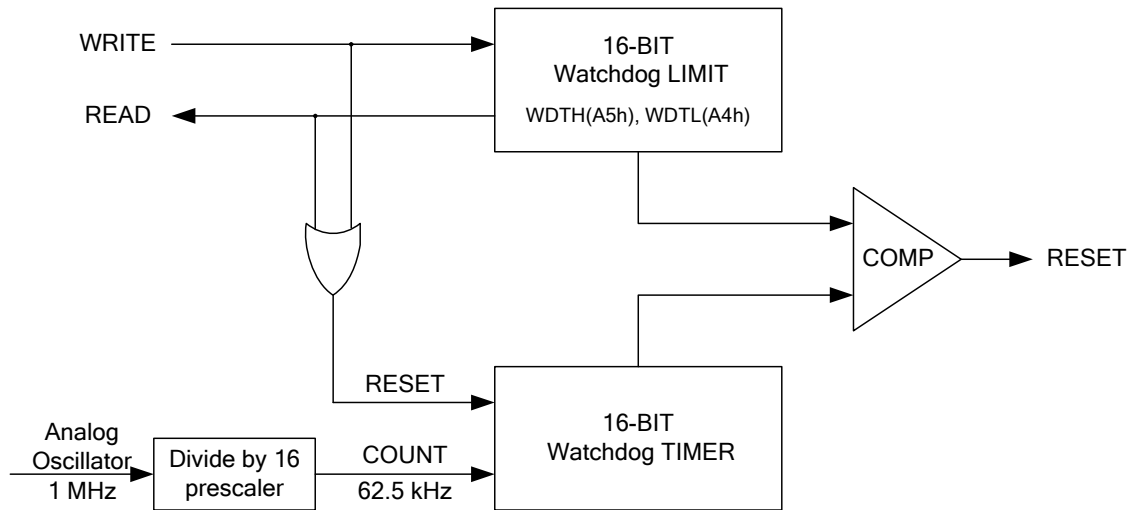 WRITE
16-BIT
Watchdog LIMIT
READ
WDTH(A5h), WDTL(A4h)
COMP
RESET
RESET
16-BIT
Watchdog TIMER
Analog
Oscillator
1 MHz
Divide by 16
prescaler
COUNT
62.5 kHz